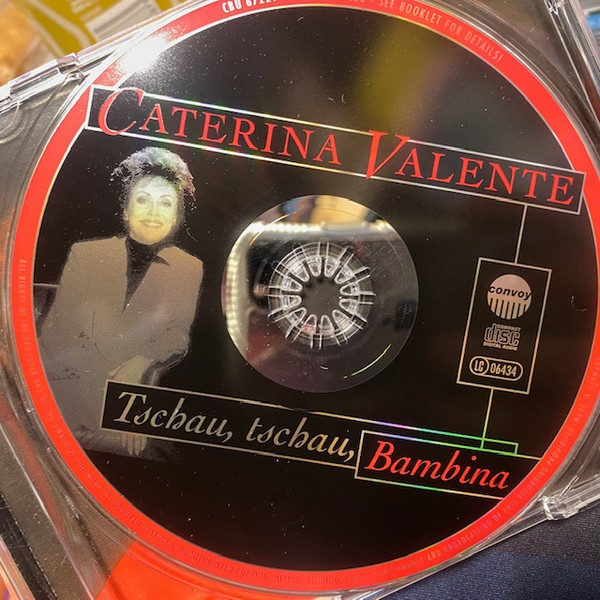 SEE BOOKLET FOR DETAILS!
CATERINA VALENTE
convoy
COMPACT
disc
DIGITAL AUDIO
LC 06434
Tschau, tschau, Bambina